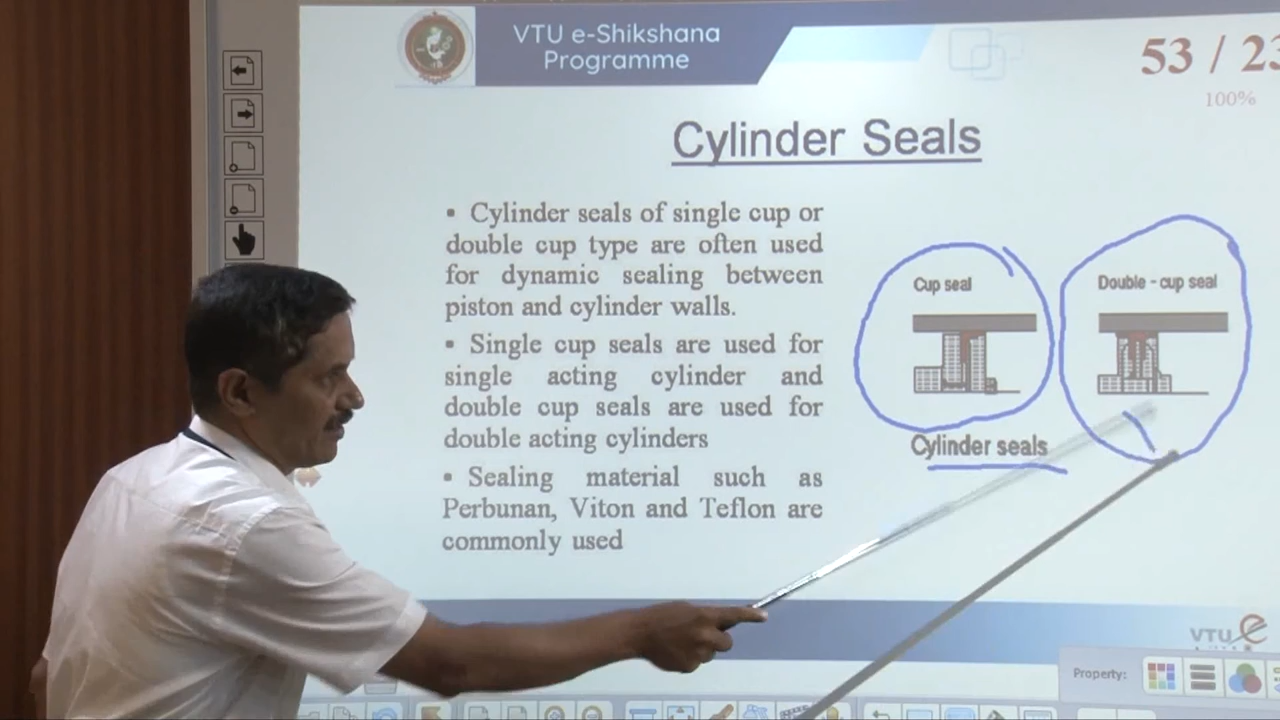 VTU e-Shikshana
Programme
53 / 23
100%
Cylinder Seals
▪ Cylinder seals of single cup or
double cup type are often used
for dynamic sealing between
piston and cylinder walls.
▪ Single cup seals are used for
single acting cylinder and
double cup seals are used for
double acting cylinders
▪ Sealing material such as
Perbunan, Viton and Teflon are
commonly used
Cup seal
Double - cup seal
Cylinder seals
VTU e
Property: